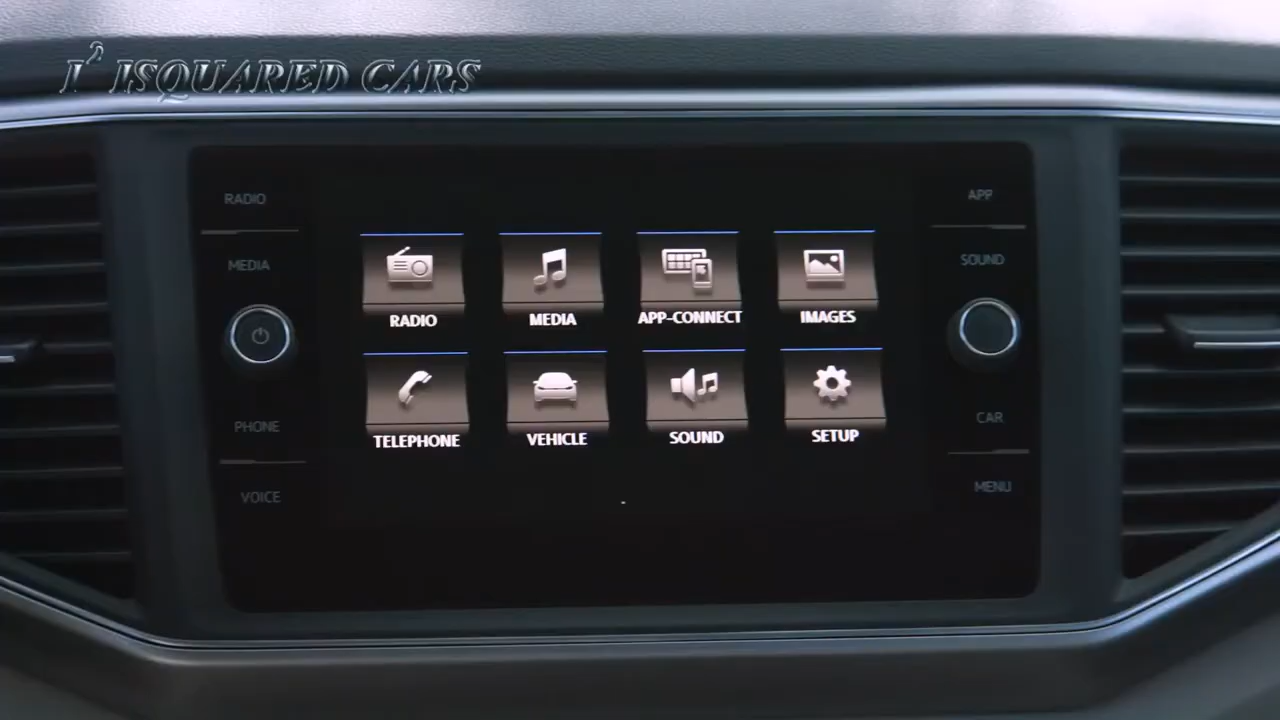 I² ISQUARED CARS
RADIO
MEDIA
PHONE
VOICE
RADIO MEDIA APP-CONNECT IMAGES
TELEPHONE VEHICLE SOUND SETUP
APP
SOUND
CAR
MENU